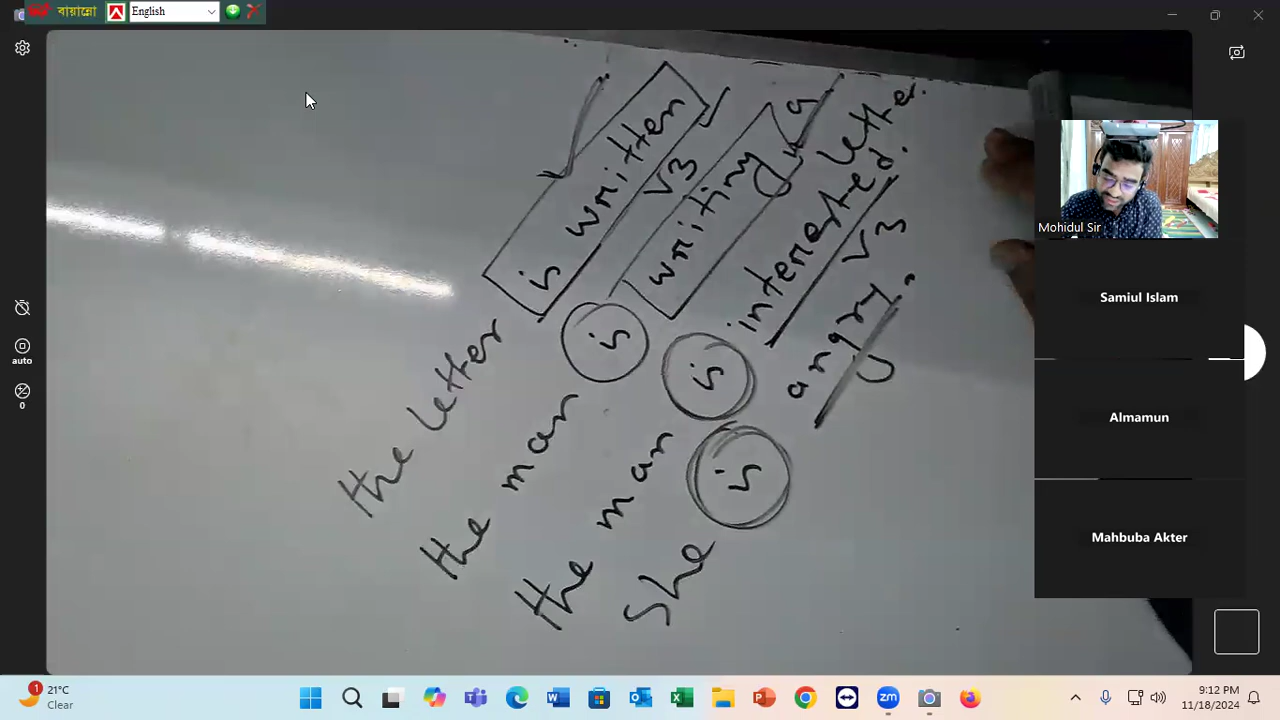 বায়ান্নো
English
the letter is written
V3
the man is writing a letter.
the man is interested.
V3
She is angry.
Mohidul Sir
Samiul Islam
Almamun
Mahbuba Akter
auto
0
1
21°C
Clear
9:12 PM
11/18/2024